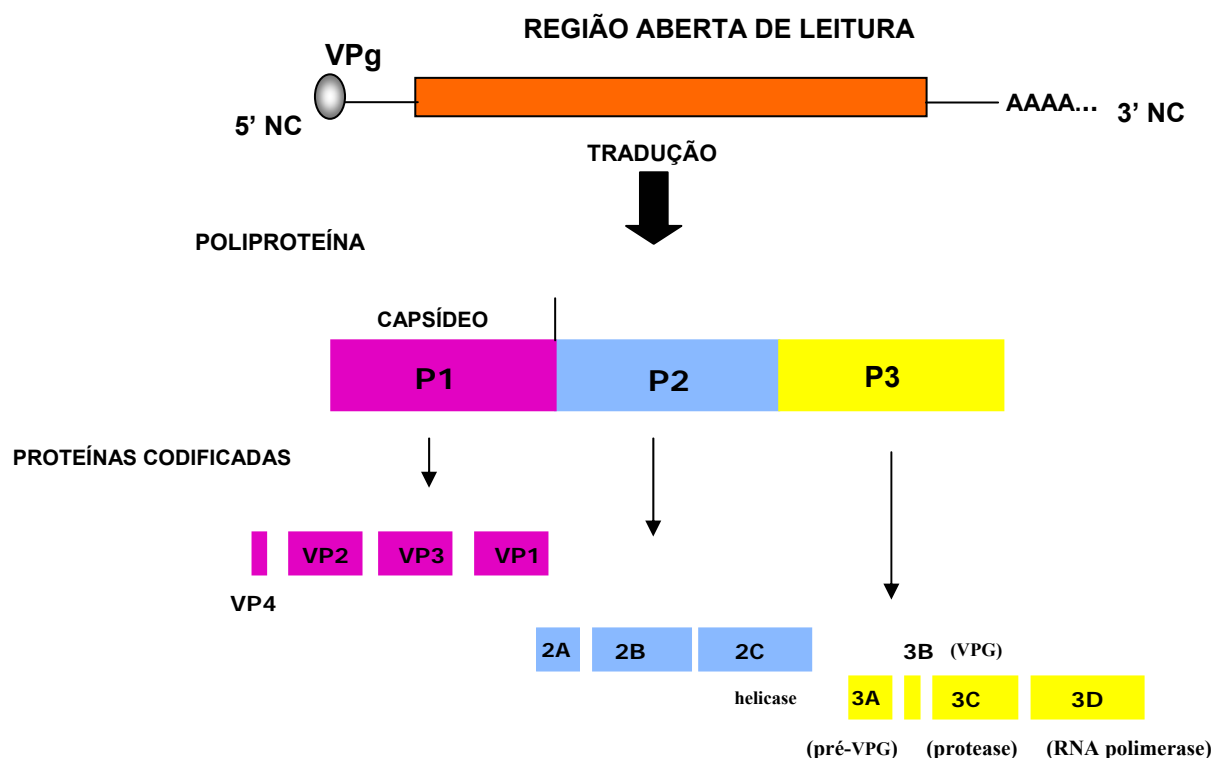 REGIÃO ABERTA DE LEITURA
VPg
5’ NC
AAAA...
3’ NC
TRADUÇÃO
POLIPROTEÍNA
CAPSÍDEO
P1 P2 P3
PROTEÍNAS CODIFICADAS
VP2 VP3 VP1
VP4
2A 2B 2C
3B (VPG)
helicase
3A 3C 3D
(pré-VPG) (protease) (RNA polimerase)